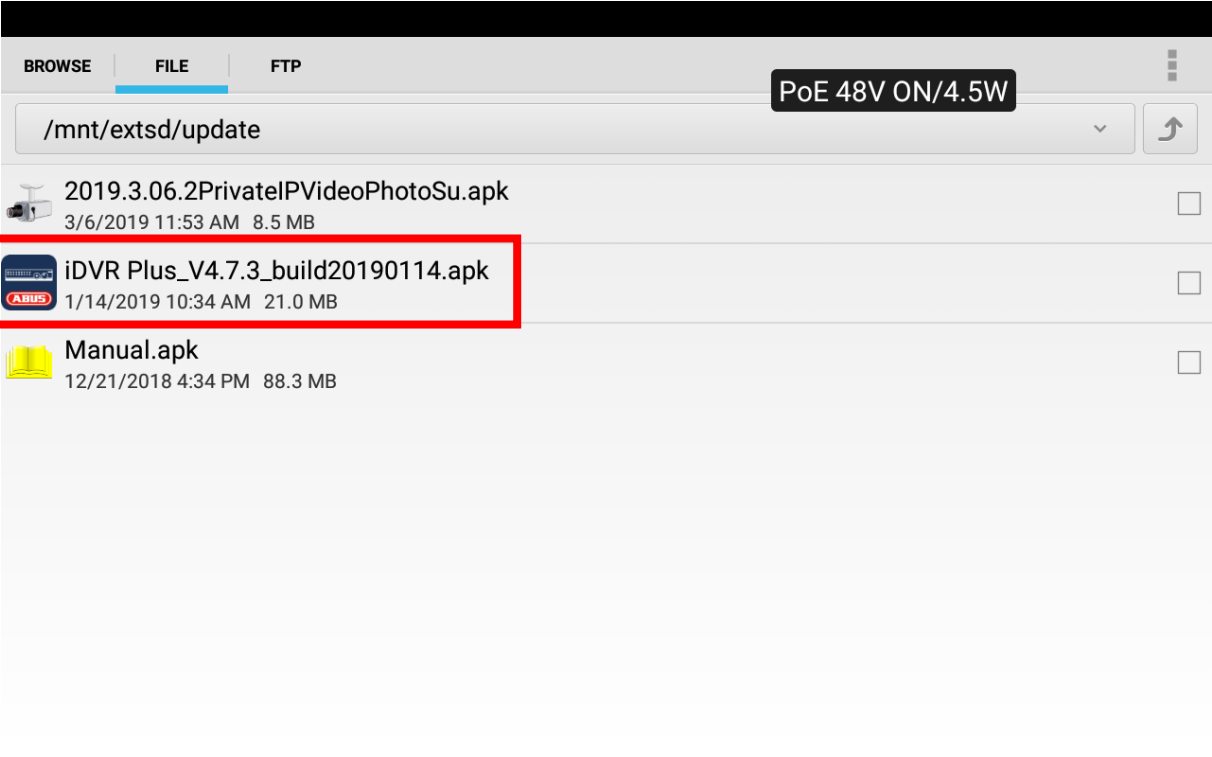 BROWSE FILE FTP
PoE 48V ON/4.5W
/mnt/extsd/update
2019.3.06.2PrivateIPVideoPhotoSu.apk
3/6/2019 11:53 AM 8.5 MB
iDVR Plus_V4.7.3_build20190114.apk
ABUS
1/14/2019 10:34 AM 21.0 MB
Manual.apk
12/21/2018 4:34 PM 88.3 MB